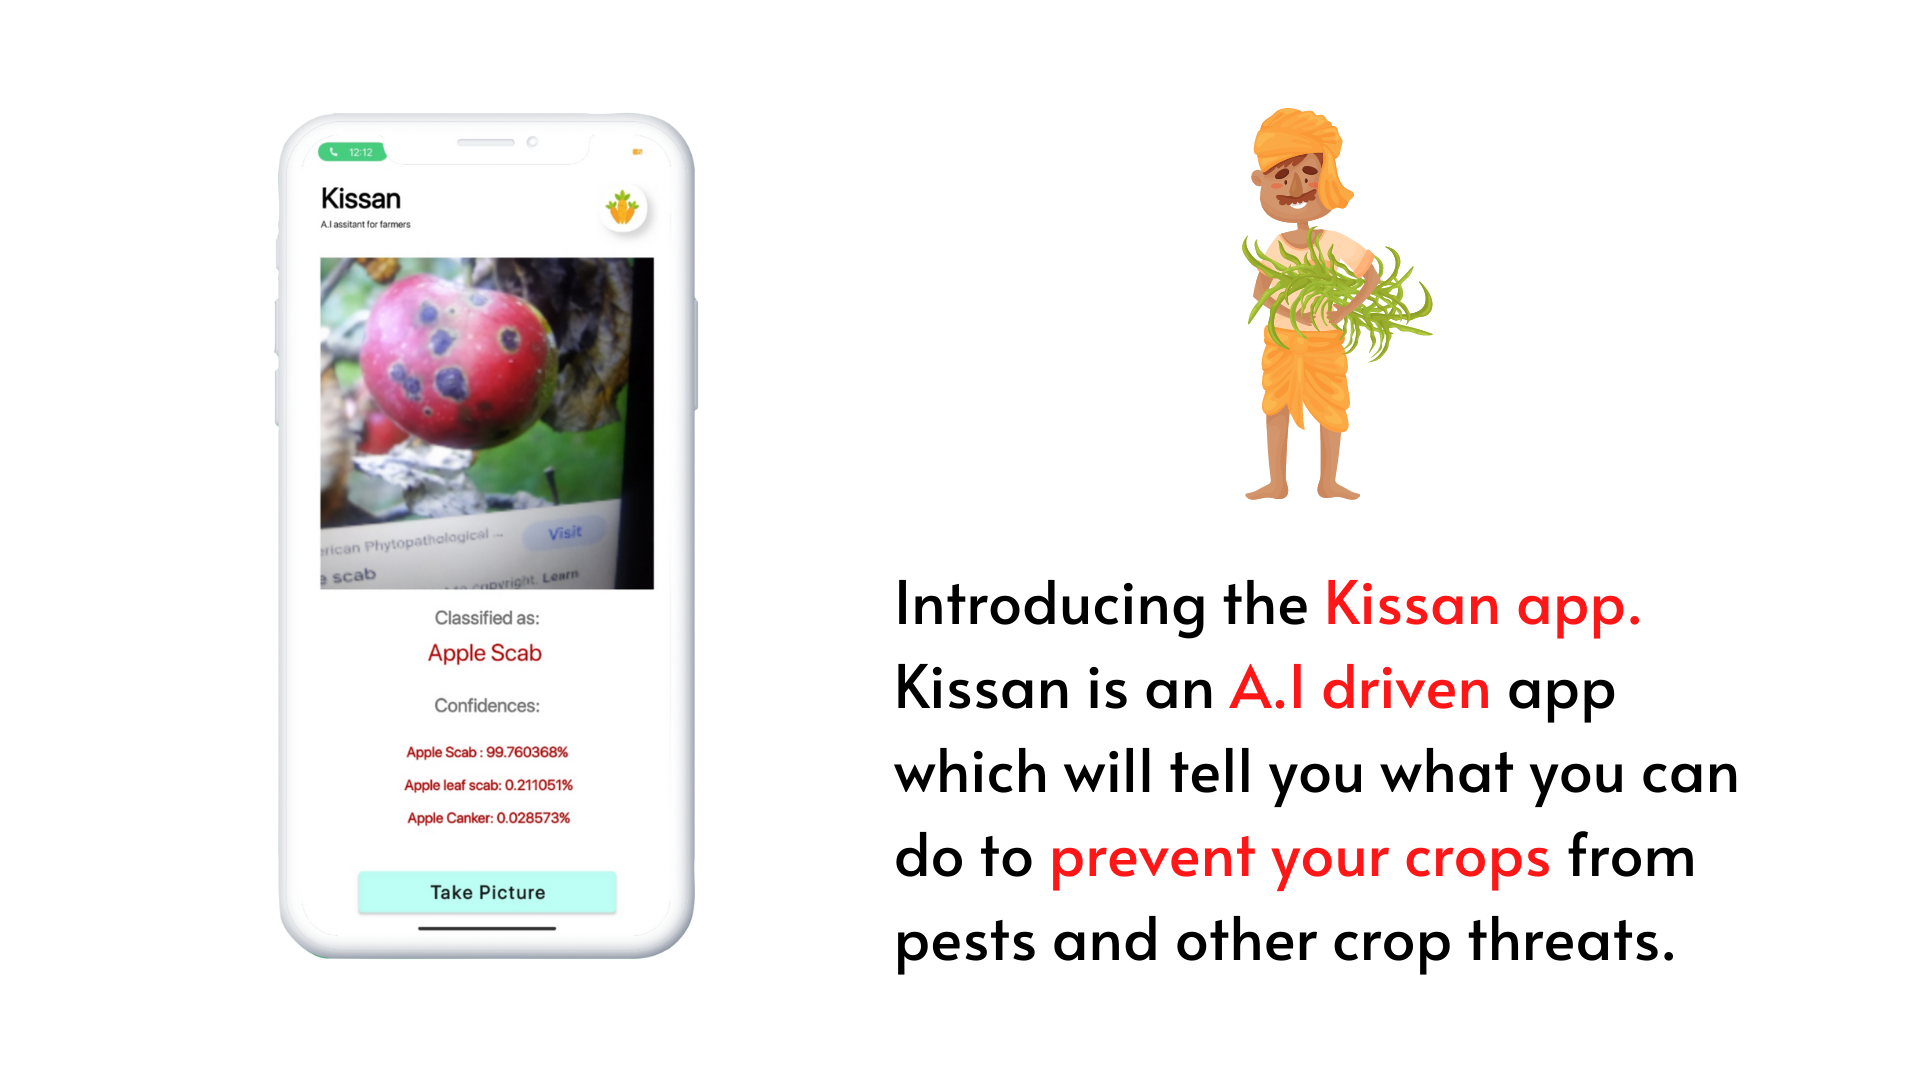 12:12
Kissan
A.I assitant for farmers
erican Phytopathological ...
Visit
scab
copyright. Learn
Classified as:
Apple Scab
Confidences:
Apple Scab : 99.760368%
Apple leaf scab: 0.211051%
Apple Canker: 0.028573%
Take Picture
Introducing the Kissan app.
Kissan is an A.I driven app
which will tell you what you can
do to prevent your crops from
pests and other crop threats.